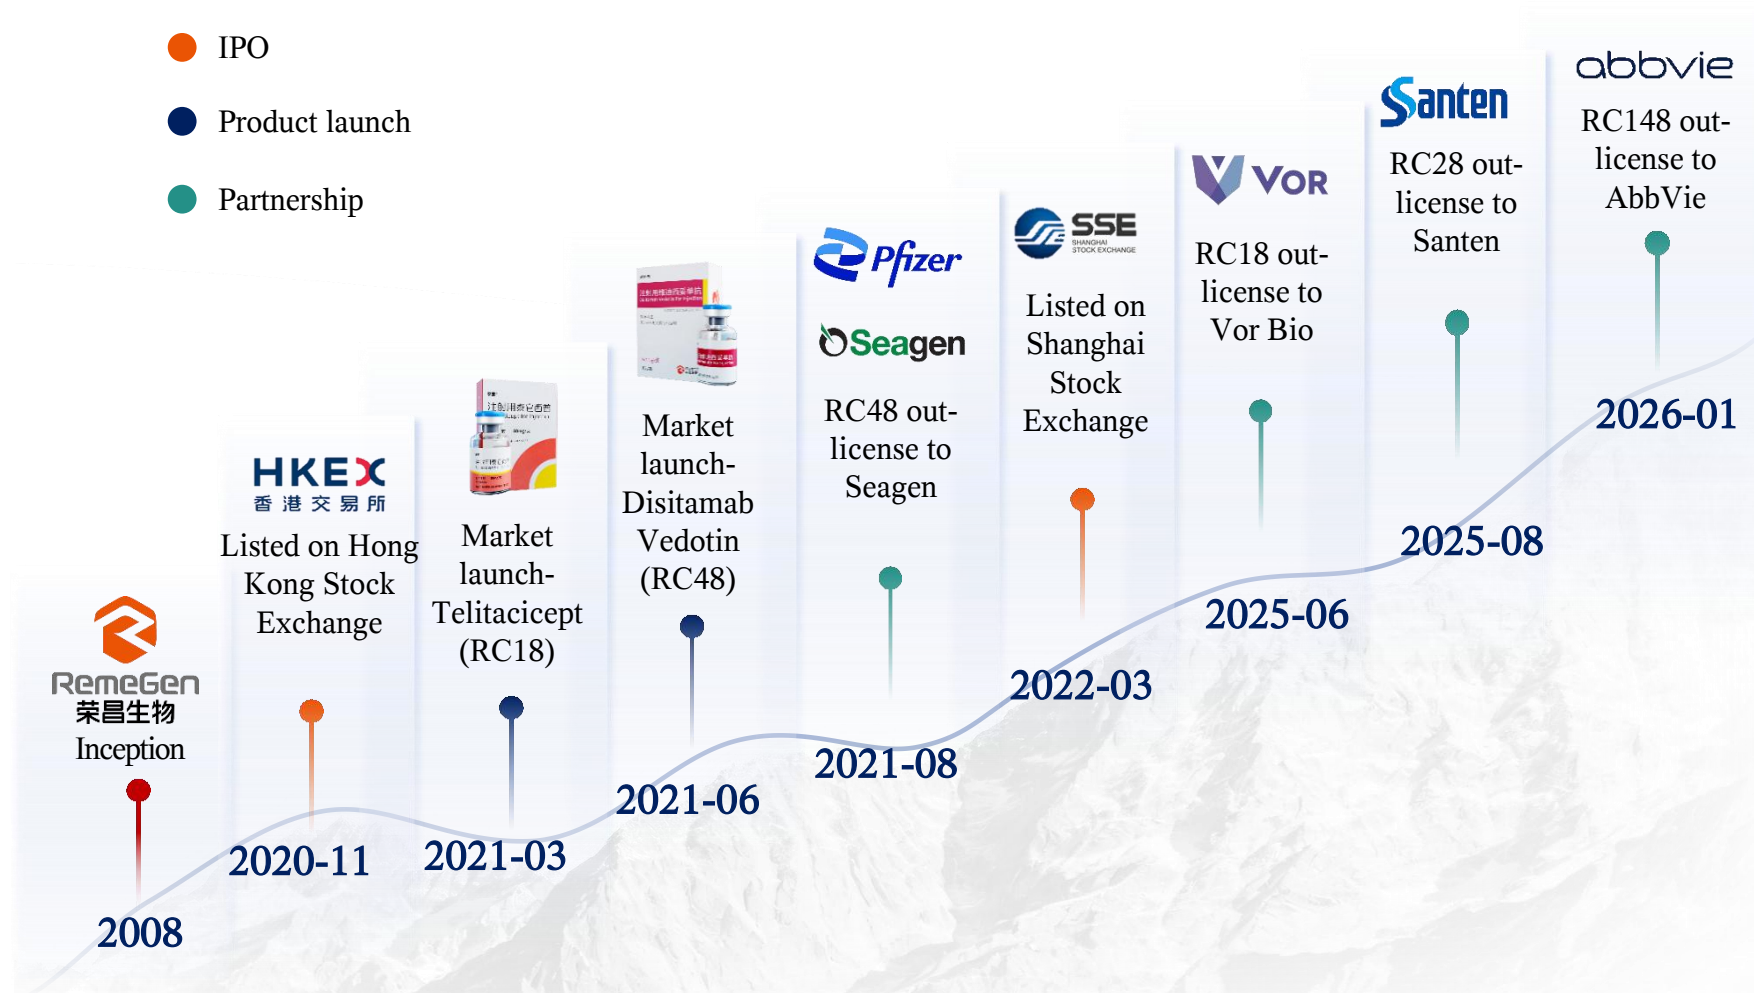 IPO
Product launch
Partnership
RemeGen
荣昌生物
Inception
2008
HKEX
香港交易所
Listed on Hong
Kong Stock
Exchange
2020-11
Market
launch-
Telitacicept
(RC18)
2021-03
Market
launch-
Disitamab
Vedotin
(RC48)
2021-06
Pfizer
Seagen
RC48 out-
license to
Seagen
2021-08
SSE
SHANGHAI
STOCK EXCHANGE
Listed on
Shanghai
Stock
Exchange
2022-03
VOR
RC18 out-
license to
Vor Bio
2025-06
Santen
RC28 out-
license to
Santen
2025-08
abbvie
RC148 out-
license to
AbbVie
2026-01